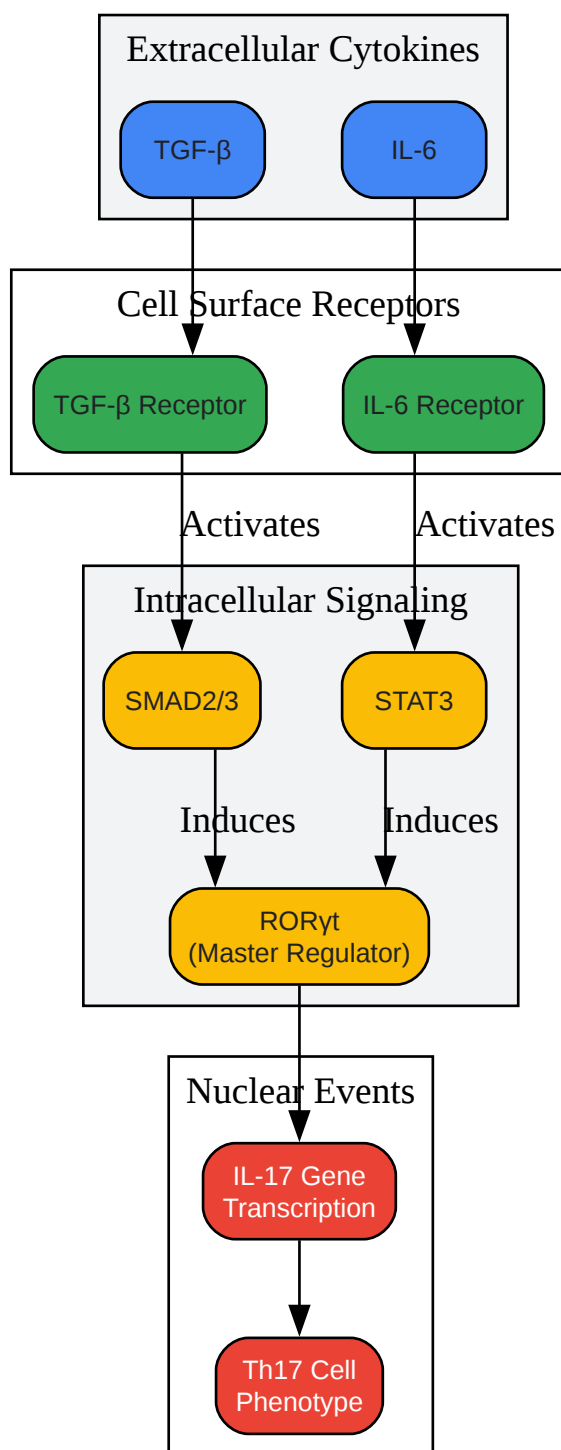 Extracellular Cytokines
TGF-β
IL-6
Cell Surface Receptors
TGF-β Receptor
IL-6 Receptor
Activates
Activates
Intracellular Signaling
SMAD2/3
STAT3
Induces
Induces
RORγt
(Master Regulator)
Nuclear Events
IL-17 Gene
Transcription
Th17 Cell
Phenotype